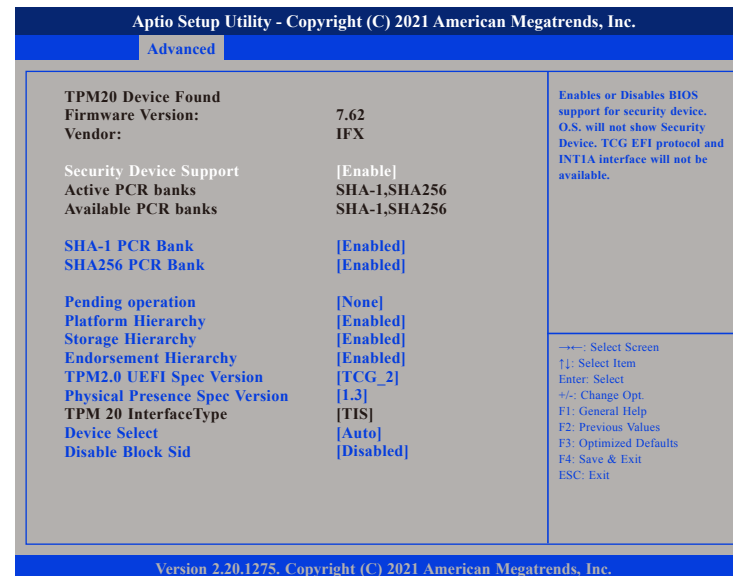 Aptio Setup Utility - Copyright (C) 2021 American Megatrends, Inc.
Advanced
TPM20 Device Found
Firmware Version: 7.62
Vendor: IFX
Security Device Support [Enable]
Active PCR banks SHA-1,SHA256
Available PCR banks SHA-1,SHA256
SHA-1 PCR Bank [Enabled]
SHA256 PCR Bank [Enabled]
Pending operation [None]
Platform Hierarchy [Enabled]
Storage Hierarchy [Enabled]
Endorsement Hierarchy [Enabled]
TPM2.0 UEFI Spec Version [TCG_2]
Physical Presence Spec Version [1.3]
TPM 20 InterfaceType [TIS]
Device Select [Auto]
Disable Block Sid [Disabled]
Enables or Disables BIOS
support for security device.
O.S. will not show Security
Device. TCG EFI protocol and
INT1A interface will not be
available.
→←: Select Screen
↑↓: Select Item
Enter: Select
+/-: Change Opt.
F1: General Help
F2: Previous Values
F3: Optimized Defaults
F4: Save & Exit
ESC: Exit
Version 2.20.1275. Copyright (C) 2021 American Megatrends, Inc.